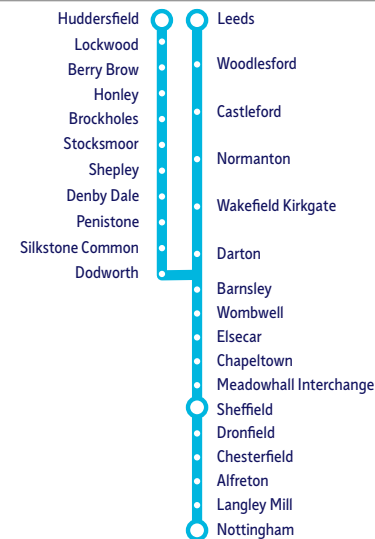 Huddersfield
Lockwood
Berry Brow
Honley
Brockholes
Stocksmoor
Shepley
Denby Dale
Penistone
Silkstone Common
Dodworth
Leeds
Woodlesford
Castleford
Normanton
Wakefield Kirkgate
Darton
Barnsley
Wombwell
Elsecar
Chapeltown
Meadowhall Interchange
Sheffield
Dronfield
Chesterfield
Alfreton
Langley Mill
Nottingham